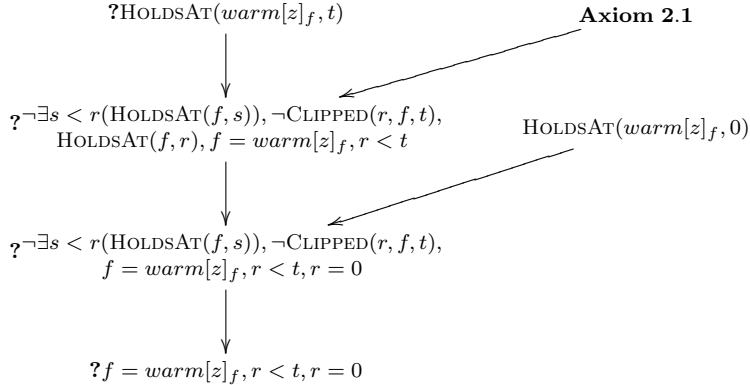 ?HOLDSAT(warm[z]_f, t)
Axiom 2.1
?¬∃s < r(HOLDSAT(f, s)), ¬CLIPPED(r, f, t),
HOLDSAT(f, r), f = warm[z]_f, r < t
HOLDSAT(warm[z]_f, 0)
?¬∃s < r(HOLDSAT(f, s)), ¬CLIPPED(r, f, t),
f = warm[z]_f, r < t, r = 0
?f = warm[z]_f, r < t, r = 0